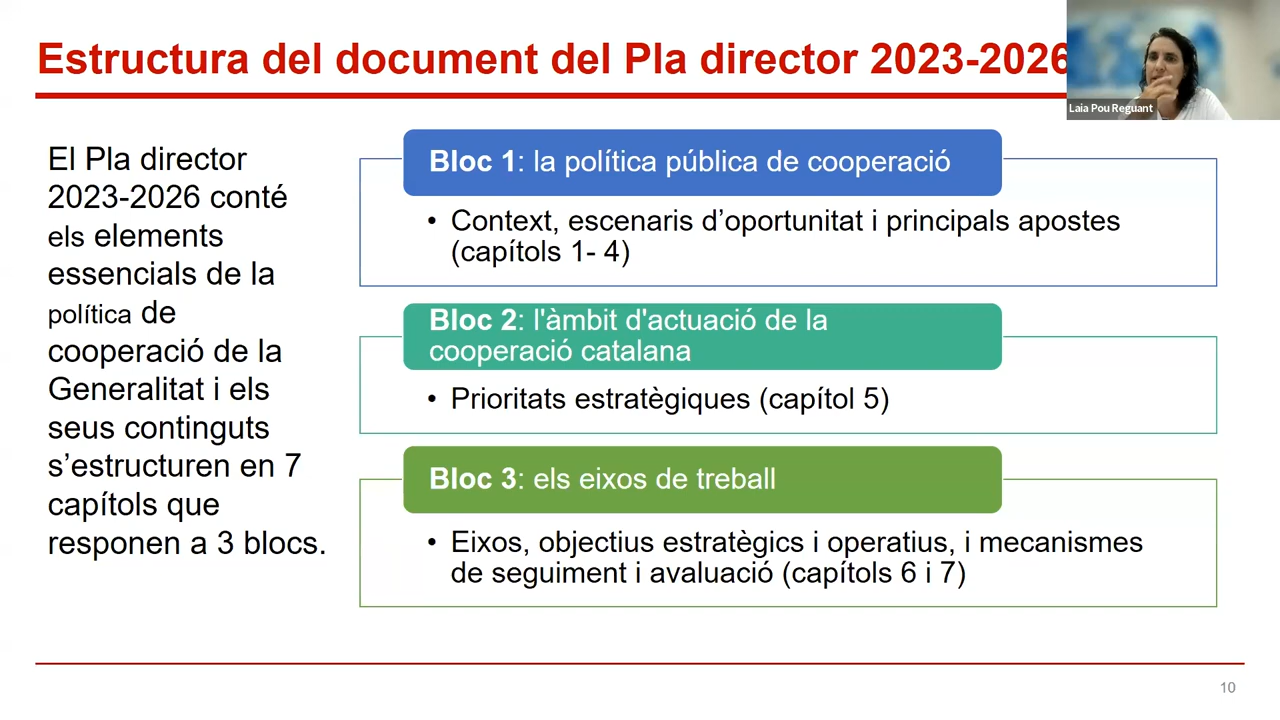 Estructura del document del Pla director 2023-2026
Laia Pou Reguant
El Pla director
2023-2026 conté
els elements
essencials de la
política de
cooperació de la
Generalitat i els
seus continguts
s’estructuren en 7
capítols que
responen a 3 blocs.
Bloc 1: la política pública de cooperació
• Context, escenaris d’oportunitat i principals apostes
(capítols 1- 4)
Bloc 2: l'àmbit d'actuació de la
cooperació catalana
• Prioritats estratègiques (capítol 5)
Bloc 3: els eixos de treball
• Eixos, objectius estratègics i operatius, i mecanismes
de seguiment i avaluació (capítols 6 i 7)
10